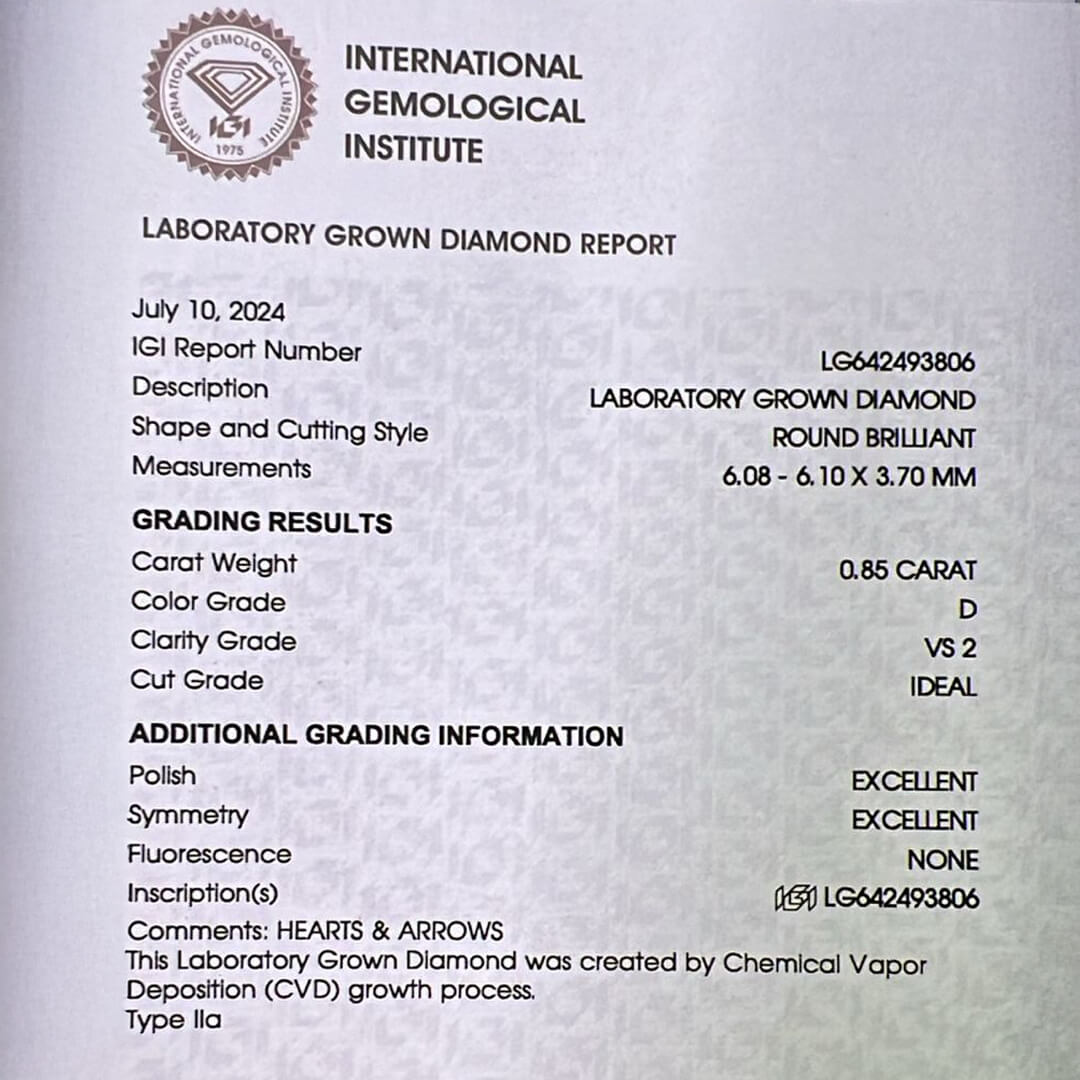 INTERNATIONAL GEMOLOGICAL INSTITUTE
IGI
1975
INTERNATIONAL
GEMOLOGICAL
INSTITUTE
LABORATORY GROWN DIAMOND REPORT
July 10, 2024
IGI Report Number LG642493806
Description LABORATORY GROWN DIAMOND
Shape and Cutting Style ROUND BRILLIANT
Measurements 6.08 - 6.10 X 3.70 MM
GRADING RESULTS
Carat Weight 0.85 CARAT
Color Grade D
Clarity Grade VS 2
Cut Grade IDEAL
ADDITIONAL GRADING INFORMATION
Polish EXCELLENT
Symmetry EXCELLENT
Fluorescence NONE
Inscription(s) IGI LG642493806
Comments: HEARTS & ARROWS
This Laboratory Grown Diamond was created by Chemical Vapor
Deposition (CVD) growth process.
Type IIa